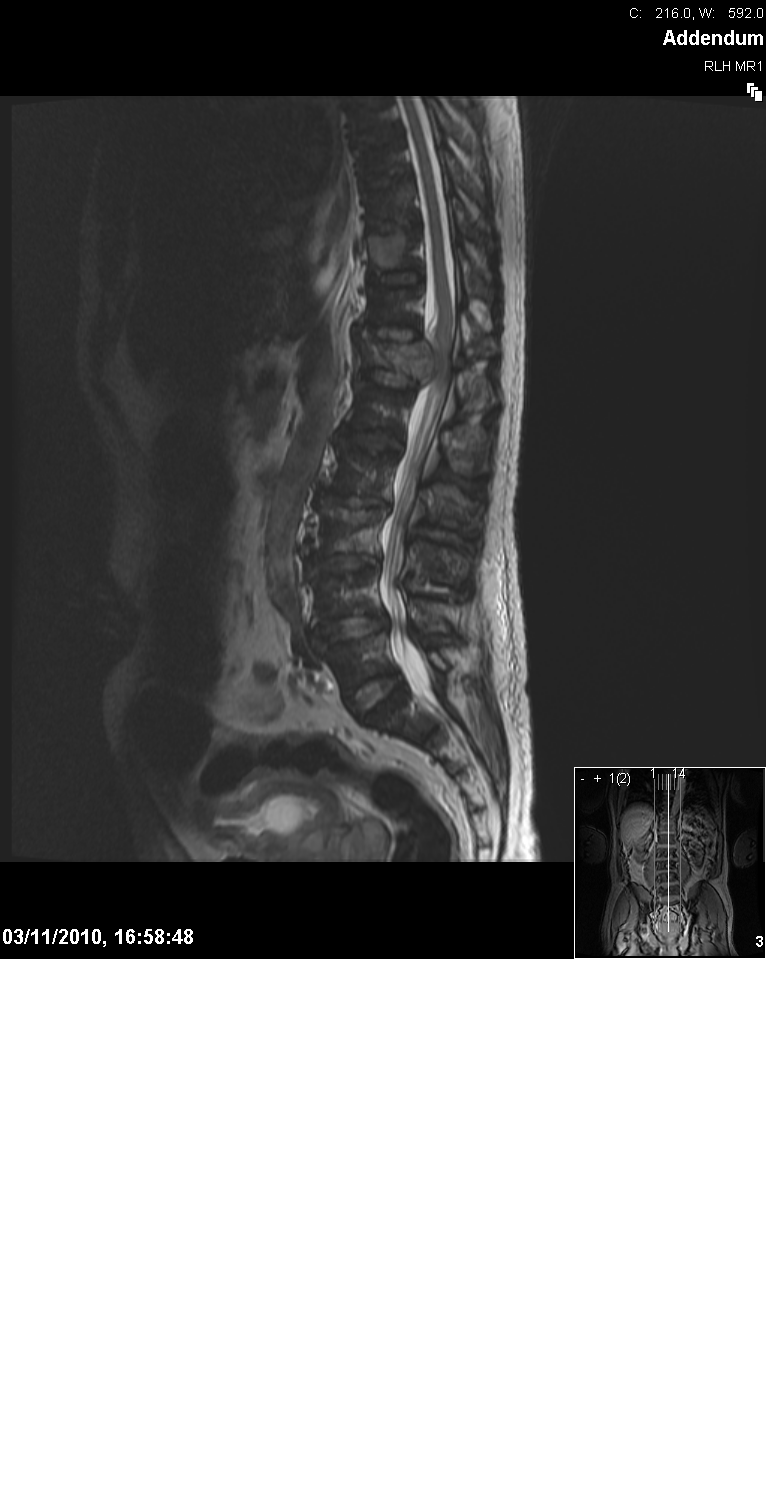 C: 216.0, W: 592.0
Addendum
RLH MR1
- + 1(2) 1 14
3
03/11/2010, 16:58:48